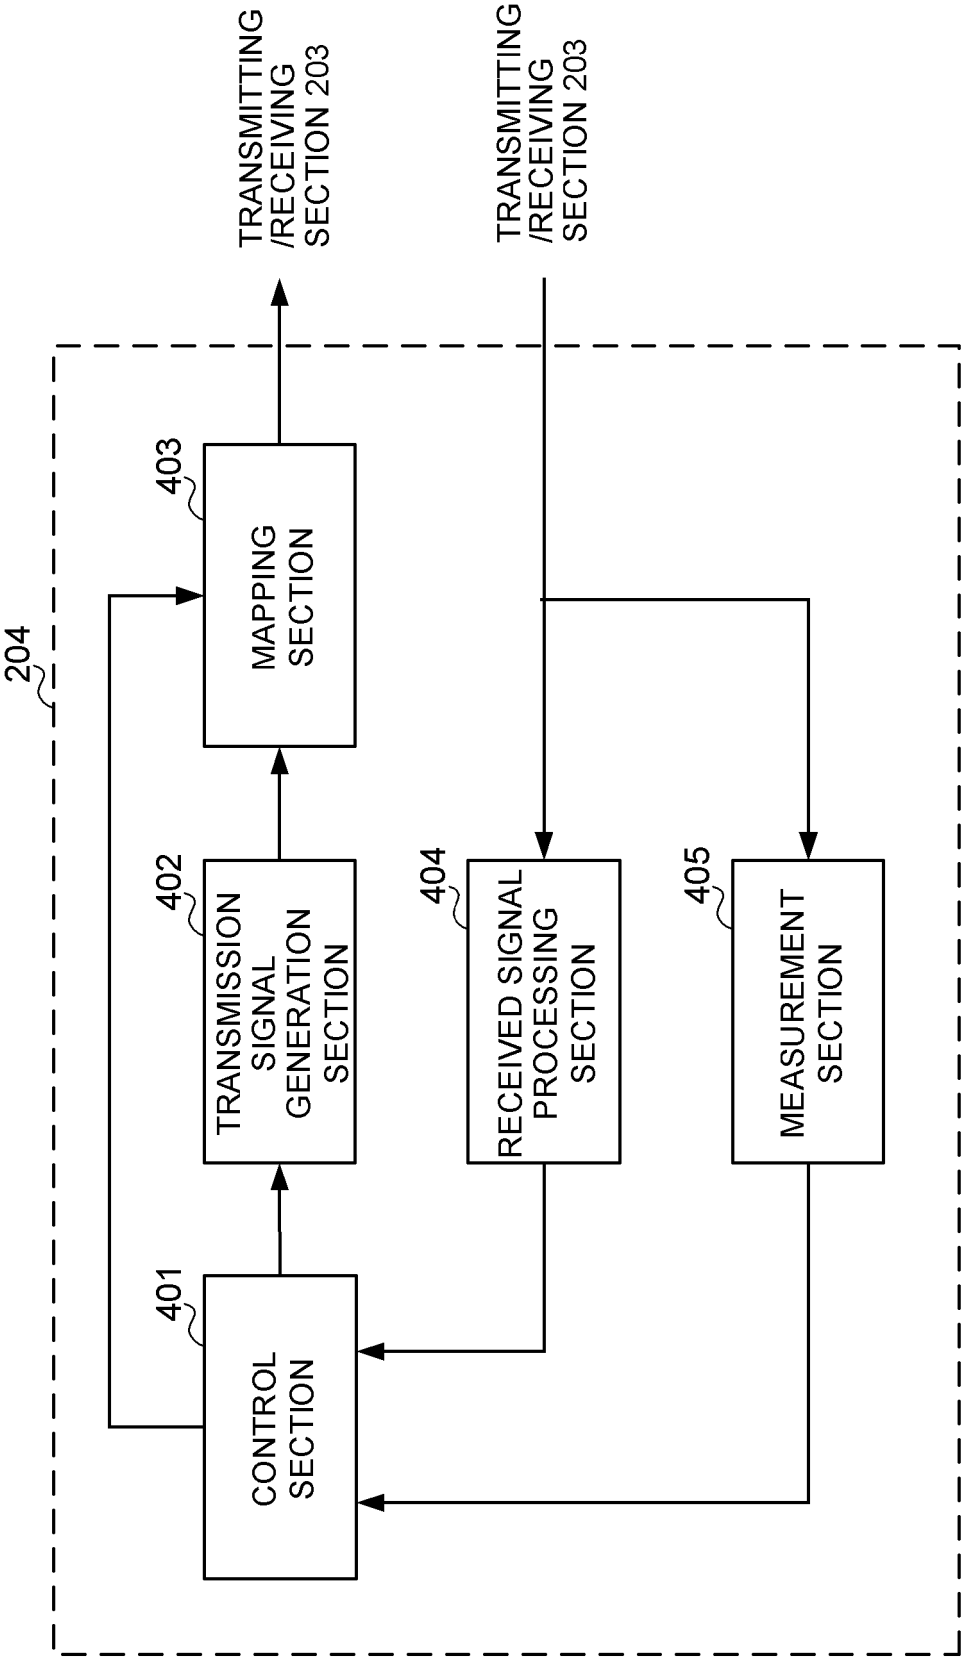 204
401
CONTROL
SECTION
402
TRANSMISSION
SIGNAL
GENERATION
SECTION
403
MAPPING
SECTION
TRANSMITTING
/RECEIVING
SECTION 203
404
RECEIVED SIGNAL
PROCESSING
SECTION
TRANSMITTING
/RECEIVING
SECTION 203
405
MEASUREMENT
SECTION